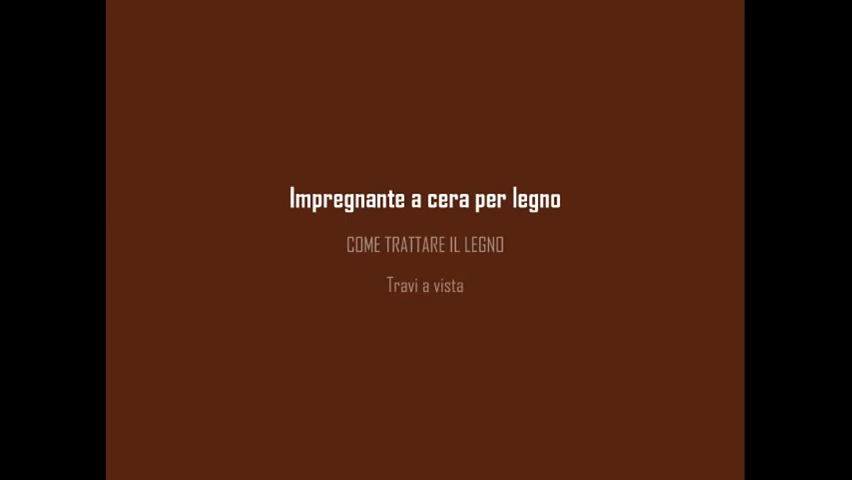 Impregnante a cera per legno
COME TRATTARE IL LEGNO
Travi a vista